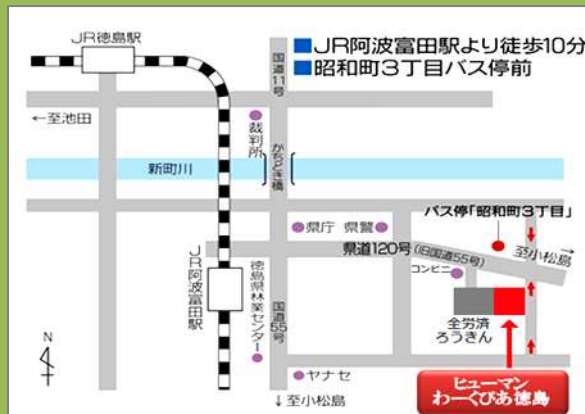 JR徳島駅
■JR阿波富田駅より徒歩10分
■昭和町3丁目バス停前
国道11号
←至池田
裁判所
かちどき橋
新町川
バス停「昭和町3丁目」
県庁 県警
県道120号(旧国道55号)
至小松島→
コンビニ
JR阿波富田駅
徳島県林業センター
国道55号
全労済
ろうきん
N
ヤナセ
↓至小松島
ヒューマン
わーくぴあ徳島